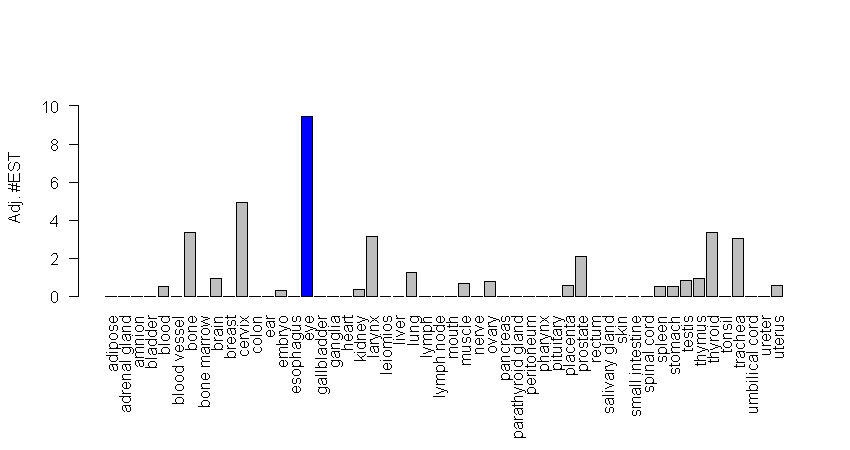 Adj. #EST
10
8
6
4
2
0
adipose
adrenal gland
amnion
bladder
blood
blood vessel
bone
bone marrow
brain
breast
cervix
colon
ear
embryo
esophagus
eye
gallbladder
ganglia
heart
kidney
larynx
leiomios
liver
lung
lymph
lymph node
mouth
muscle
nerve
ovary
pancreas
parathyroid gland
peritoneum
pharynx
pituitary
placenta
prostate
rectum
salivary gland
skin
small intestine
spinal cord
spleen
stomach
testis
thymus
thyroid
tonsil
trachea
umbilical cord
ureter
uterus